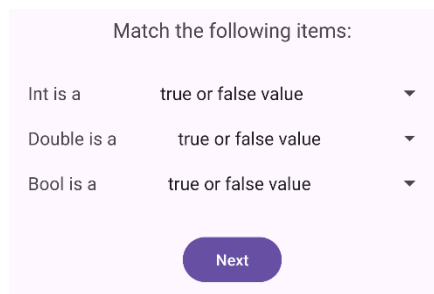 Match the following items:
Int is a true or false value
Double is a true or false value
Bool is a true or false value
Next